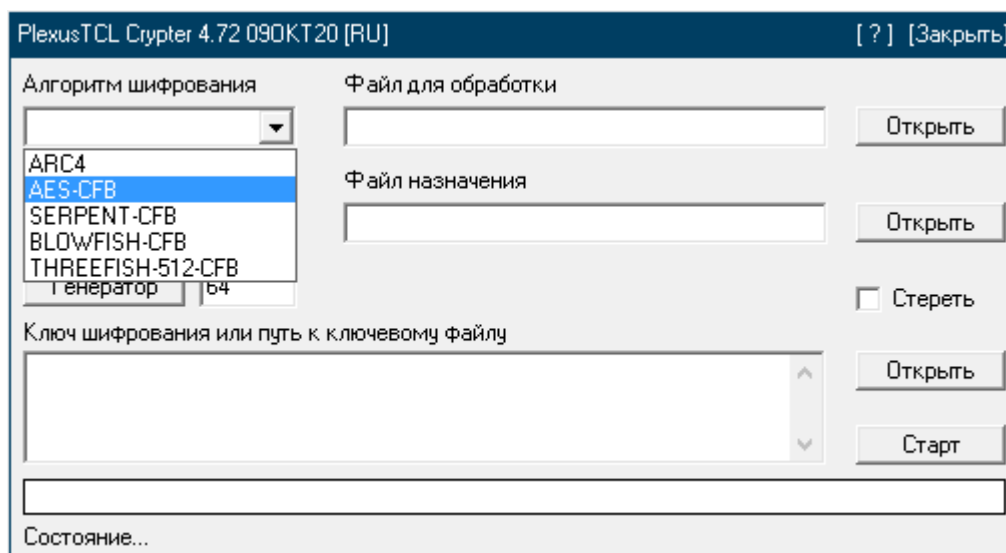 PlexusTCL Crypter 4.72 09OKT20 [RU] [ ? ] [Закрыть]
Алгоритм шифрования Файл для обработки
Открыть
ARC4
AES-CFB Файл назначения
SERPENT-CFB
BLOWFISH-CFB Открыть
THREEFISH-512-CFB
Генератор 64 Стереть
Ключ шифрования или путь к ключевому файлу
Открыть
Старт
Состояние...